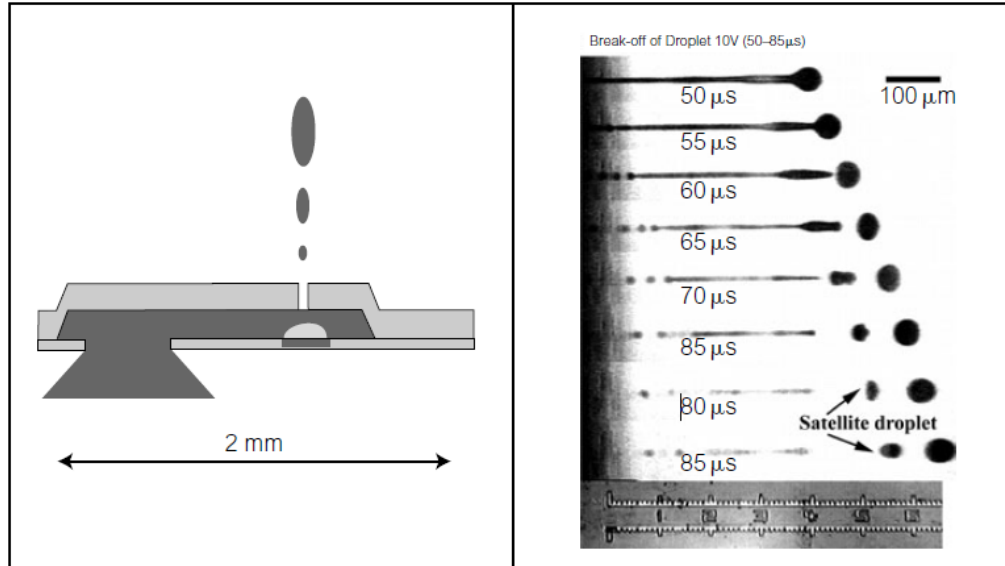 2 mm
Break-off of Droplet 10V (50–85μs)
50 μs
100 μm
55 μs
60 μs
65 μs
70 μs
85 μs
80 μs
Satellite droplet
85 μs